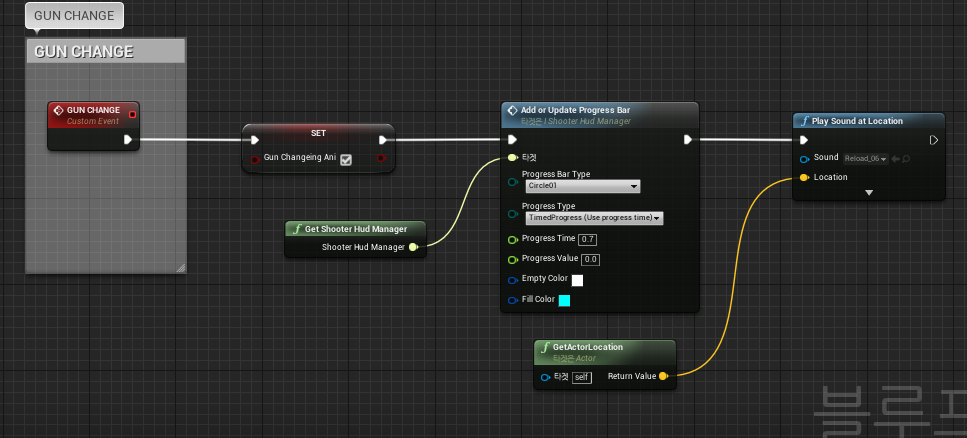 GUN CHANGE
GUN CHANGE
GUN CHANGE
Custom Event
SET
Gun Changeing Ani
Get Shooter Hud Manager
Shooter Hud Manager
Add or Update Progress Bar
타겟은 I Shooter Hud Manager
타겟
Progress Bar Type
Circle01
Progress Type
TimedProgress (Use progress time)
Progress Time 0.7
Progress Value 0.0
Empty Color
Fill Color
GetActorLocation
타겟은 Actor
타겟 self Return Value
Play Sound at Location
Sound Reload_06
Location
블루프